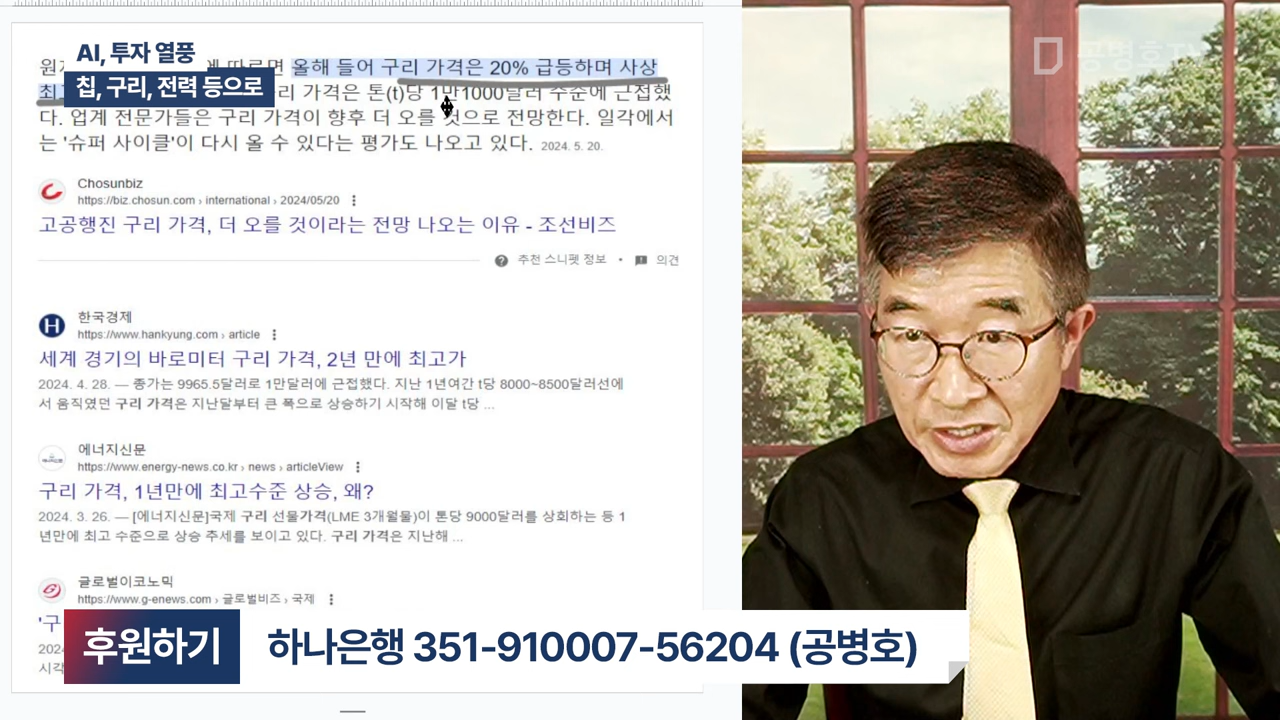 AI, 투자 열풍
칩, 구리, 전력 등으로
따르면 올해 들어 구리 가격은 20% 급등하며 사상
리 가격은 톤(t)당 1만1000달러 수준에 근접했
다. 업계 전문가들은 구리 가격이 향후 더 오를 것으로 전망한다. 일각에서
는 '슈퍼 사이클'이 다시 올 수 있다는 평가도 나오고 있다. 2024. 5. 20.
Chosunbiz
https://biz.chosun.com › international › 2024/05/20
고공행진 구리 가격, 더 오를 것이라는 전망 나오는 이유 - 조선비즈
추천 스니펫 정보 • 의견
한국경제
https://www.hankyung.com › article
세계 경기의 바로미터 구리 가격, 2년 만에 최고가
2024. 4. 28. — 종가는 9965.5달러로 1만달러에 근접했다. 지난 1년여간 t당 8000~8500달러선에
서 움직였던 구리 가격은 지난달부터 큰 폭으로 상승하기 시작해 이달 t당 ...
에너지신문
https://www.energy-news.co.kr › news › articleView
구리 가격, 1년만에 최고수준 상승, 왜?
2024. 3. 26. — [에너지신문]국제 구리 선물가격(LME 3개월물)이 톤당 9000달러를 상회하는 등 1
년만에 최고 수준으로 상승 추세를 보이고 있다. 구리 가격은 지난해 ...
글로벌이코노믹
https://www.g-enews.com › 글로벌비즈 › 국제
'구
시각
후원하기
하나은행 351-910007-56204 (공병호)
공병호TV